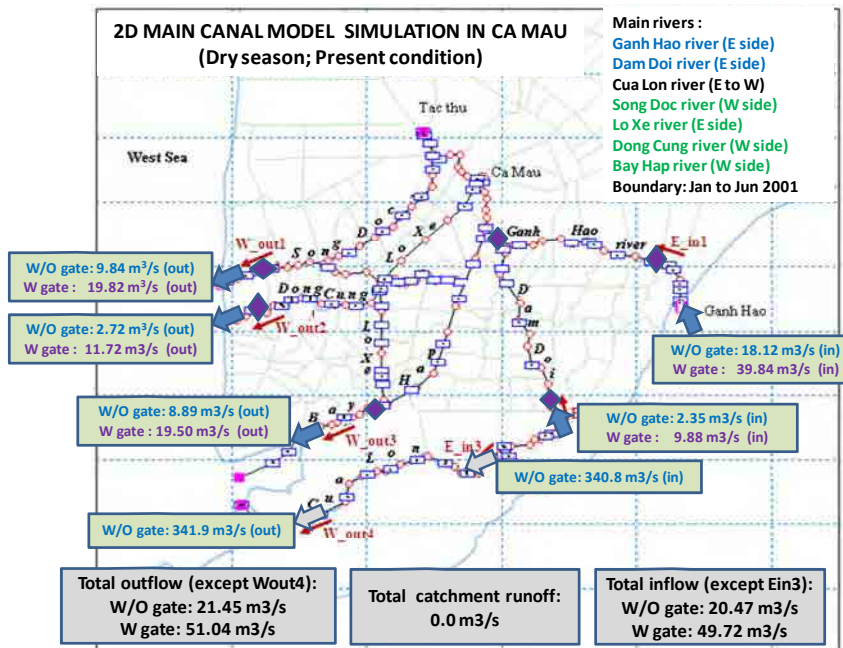 2D MAIN CANAL MODEL SIMULATION IN CA MAU
(Dry season; Present condition)
Main rivers :
Ganh Hao river (E side)
Dam Doi river (E side)
Cua Lon river (E to W)
Song Doc river (W side)
Lo Xe river (E side)
Dong Cung river (W side)
Bay Hap river (W side)
Boundary: Jan to Jun 2001
Tac thu
West Sea
Ca Mau
W_out1
Song Doc
Lo Xe
Ganh Hao river
E_in1
W/O gate: 9.84 m³/s (out)
W gate : 19.82 m³/s (out)
Dong Cung
W_out2
W/O gate: 2.72 m³/s (out)
W gate : 11.72 m3/s (out)
Lo Xe
Dam Doi
Ganh Hao
W/O gate: 18.12 m3/s (in)
W gate : 39.84 m3/s (in)
W/O gate: 8.89 m3/s (out)
W gate : 19.50 m3/s (out)
Bay Hap
W_out3
W/O gate: 2.35 m3/s (in)
W gate : 9.88 m3/s (in)
E_in3
W/O gate: 340.8 m3/s (in)
Cua Lon
W/O gate: 341.9 m3/s (out)
W_out4
Total outflow (except Wout4):
W/O gate: 21.45 m3/s
W gate: 51.04 m3/s
Total catchment runoff:
0.0 m3/s
Total inflow (except Ein3):
W/O gate: 20.47 m3/s
W gate: 49.72 m3/s